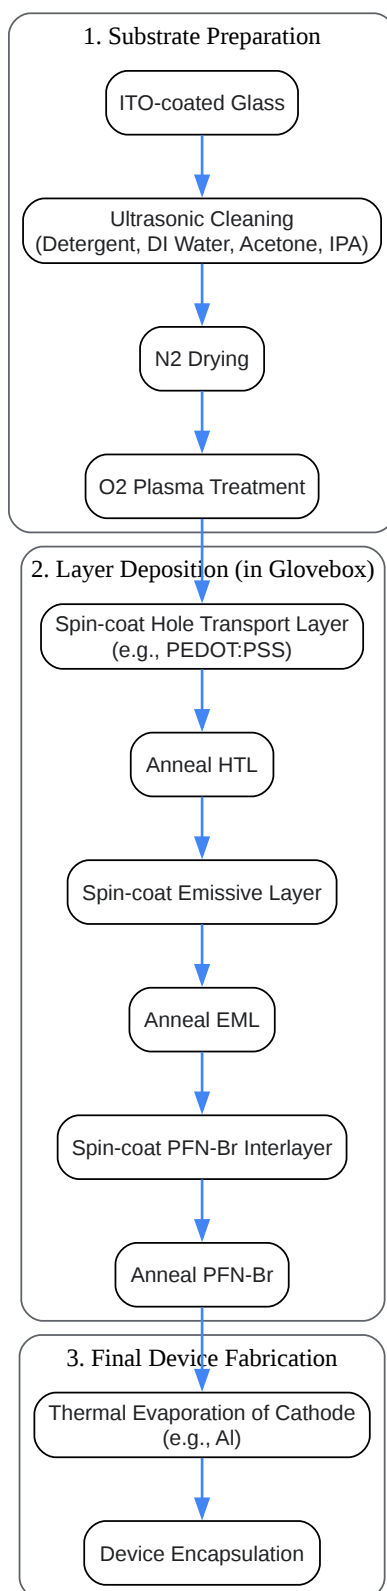 1. Substrate Preparation
ITO-coated Glass
Ultrasonic Cleaning
(Detergent, DI Water, Acetone, IPA)
N2 Drying
O2 Plasma Treatment
2. Layer Deposition (in Glovebox)
Spin-coat Hole Transport Layer
(e.g., PEDOT:PSS)
Anneal HTL
Spin-coat Emissive Layer
Anneal EML
Spin-coat PFN-Br Interlayer
Anneal PFN-Br
3. Final Device Fabrication
Thermal Evaporation of Cathode
(e.g., Al)
Device Encapsulation